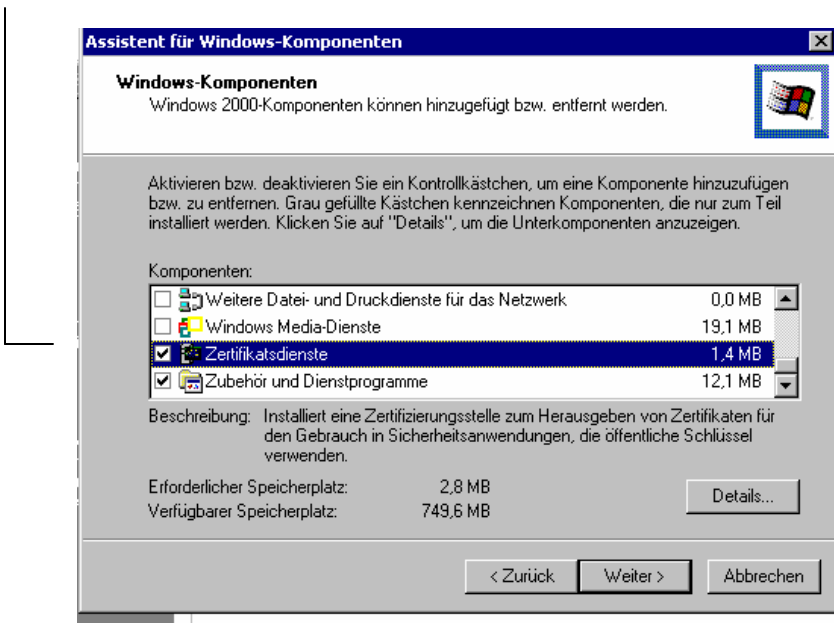 Assistent für Windows-Komponenten
Windows-Komponenten
Windows 2000-Komponenten können hinzugefügt bzw. entfernt werden.
Aktivieren bzw. deaktivieren Sie ein Kontrollkästchen, um eine Komponente hinzuzufügen
bzw. zu entfernen. Grau gefüllte Kästchen kennzeichnen Komponenten, die nur zum Teil
installiert werden. Klicken Sie auf "Details", um die Unterkomponenten anzuzeigen.
Komponenten:
Weitere Datei- und Druckdienste für das Netzwerk 0,0 MB
Windows Media-Dienste 19,1 MB
Zertifikatsdienste 1,4 MB
Zubehör und Dienstprogramme 12,1 MB
Beschreibung: Installiert eine Zertifizierungsstelle zum Herausgeben von Zertifikaten für
den Gebrauch in Sicherheitsanwendungen, die öffentliche Schlüssel
verwenden.
Erforderlicher Speicherplatz: 2,8 MB
Verfügbarer Speicherplatz: 749,6 MB
Details...
< Zurück Weiter > Abbrechen